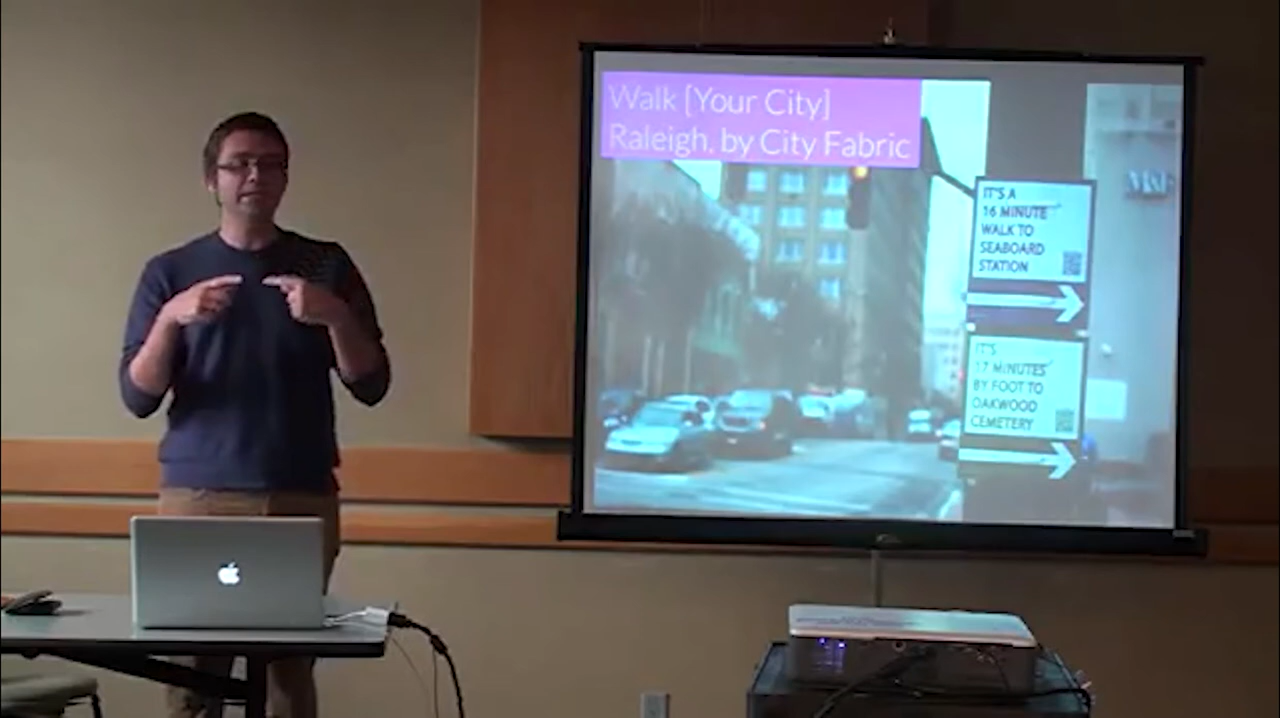 Walk [Your City]
Raleigh, by City Fabric
IT'S A
16 MINUTE
WALK TO
SEABOARD
STATION
IT'S
17 MINUTES
BY FOOT TO
OAKWOOD
CEMETERY